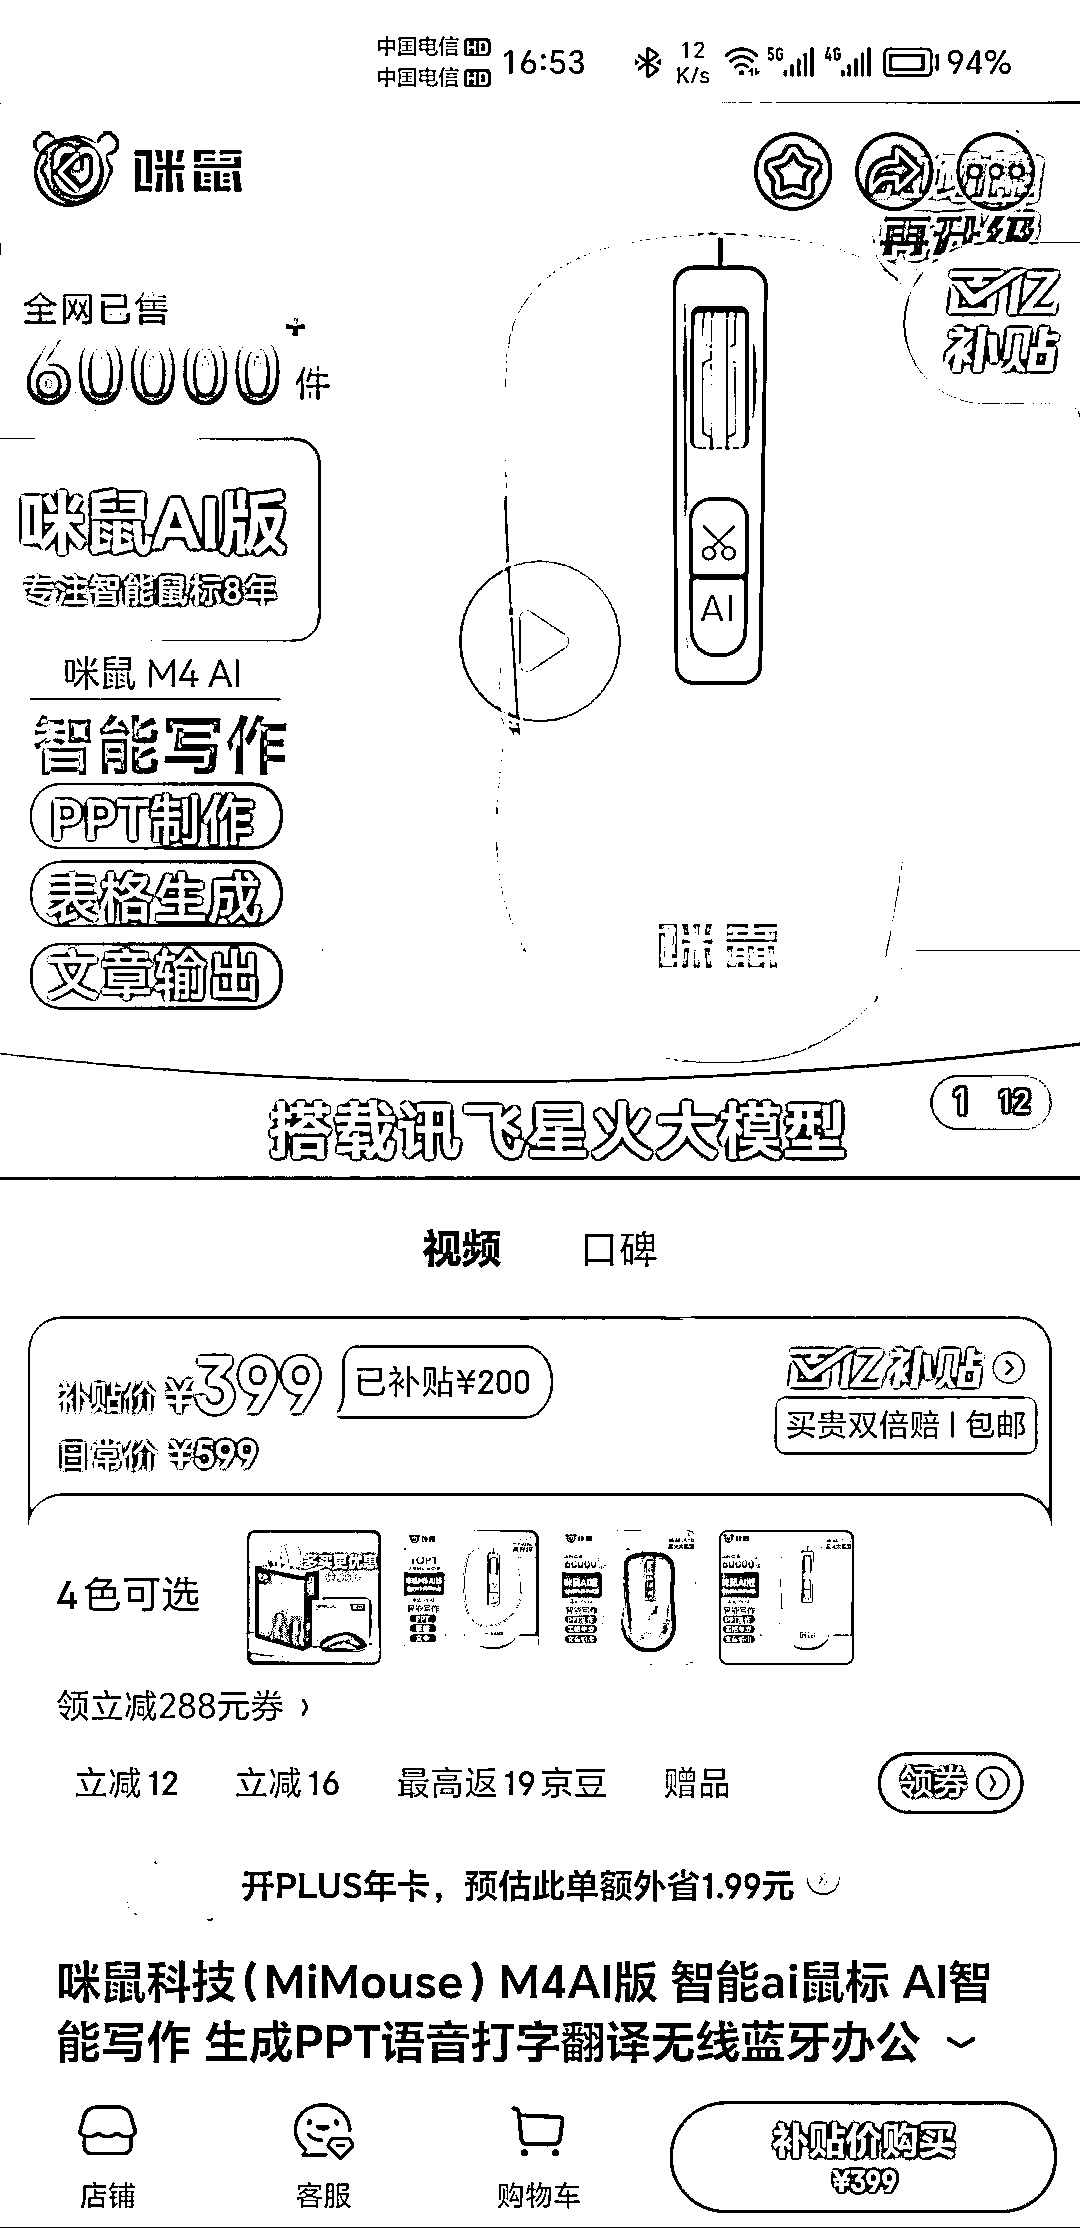 中国电信 HD
中国电信 HD
16:53
12 K/s
5G
4G
94%
咪鼠
再升级
百亿
补贴
全网已售
60000+件
咪鼠AI版
专注智能鼠标8年
咪鼠 M4 AI
智能写作
PPT制作
表格生成
文章输出
AI
咪鼠
搭载讯飞星火大模型
1 12
视频 口碑
补贴价 ¥399 已补贴¥200
百亿补贴
日常价 ¥599
买贵双倍赔 | 包邮
4色可选
领立减288元券
立减12 立减16 最高返19京豆 赠品 领券
开PLUS年卡，预估此单额外省1.99元
咪鼠科技(MiMouse) M4AI版 智能ai鼠标 AI智
能写作 生成PPT语音打字翻译无线蓝牙办公
店铺 客服 购物车
补贴价购买
¥399